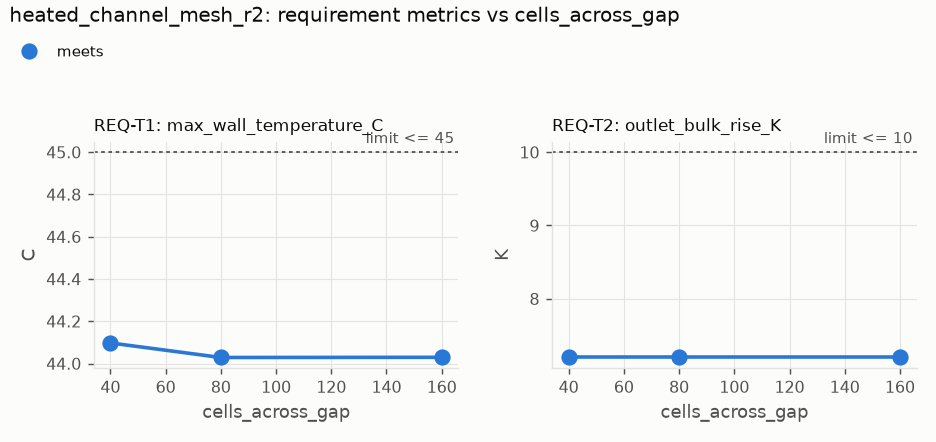 heated_channel_mesh_r2: requirement metrics vs cells_across_gap
meets
REQ-T1: max_wall_temperature_C
limit <= 45
45.0
44.8
44.6
44.4
44.2
44.0
C
40 60 80 100 120 140 160
cells_across_gap
REQ-T2: outlet_bulk_rise_K
limit <= 10
10
9
8
K
40 60 80 100 120 140 160
cells_across_gap